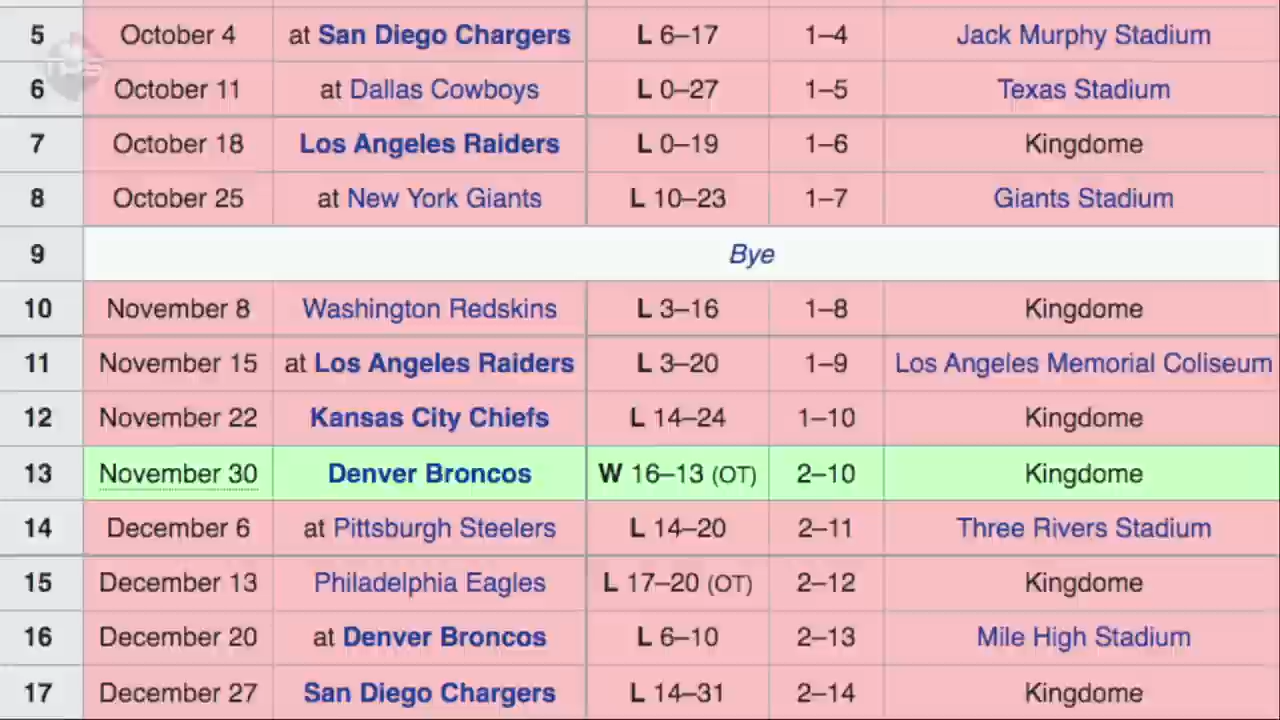 5 October 4 at San Diego Chargers L 6–17 1–4 Jack Murphy Stadium
6 October 11 at Dallas Cowboys L 0–27 1–5 Texas Stadium
7 October 18 Los Angeles Raiders L 0–19 1–6 Kingdome
8 October 25 at New York Giants L 10–23 1–7 Giants Stadium
9 Bye
10 November 8 Washington Redskins L 3–16 1–8 Kingdome
11 November 15 at Los Angeles Raiders L 3–20 1–9 Los Angeles Memorial Coliseum
12 November 22 Kansas City Chiefs L 14–24 1–10 Kingdome
13 November 30 Denver Broncos W 16–13 (OT) 2–10 Kingdome
14 December 6 at Pittsburgh Steelers L 14–20 2–11 Three Rivers Stadium
15 December 13 Philadelphia Eagles L 17–20 (OT) 2–12 Kingdome
16 December 20 at Denver Broncos L 6–10 2–13 Mile High Stadium
17 December 27 San Diego Chargers L 14–31 2–14 Kingdome